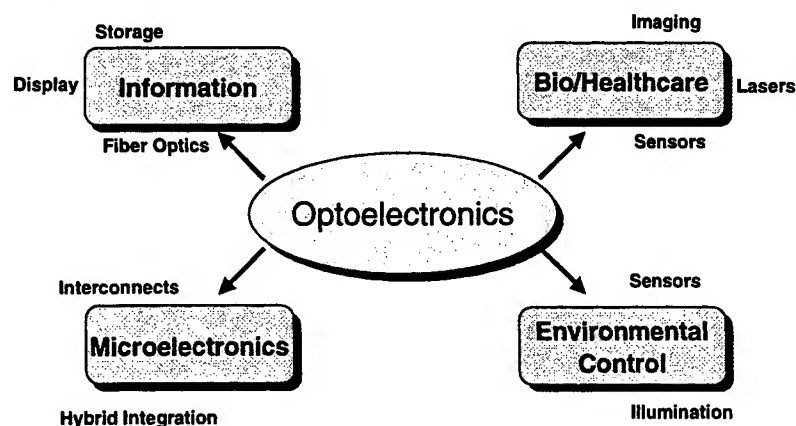 Storage
Display
Information
Fiber Optics
Imaging
Bio/Healthcare
Lasers
Sensors
Optoelectronics
Interconnects
Microelectronics
Hybrid Integration
Sensors
Environmental
Control
Illumination